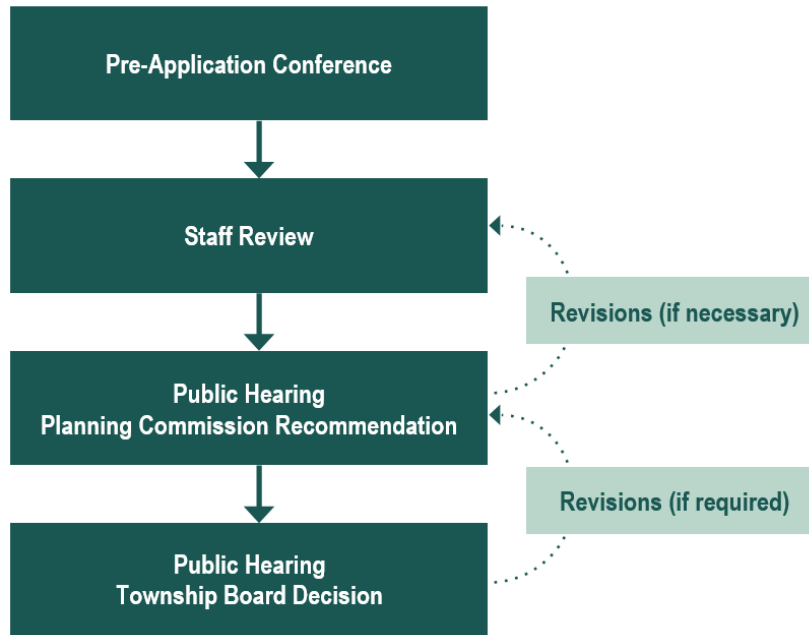 Pre-Application Conference
Staff Review
Revisions (if necessary)
Public Hearing
Planning Commission Recommendation
Revisions (if required)
Public Hearing
Township Board Decision